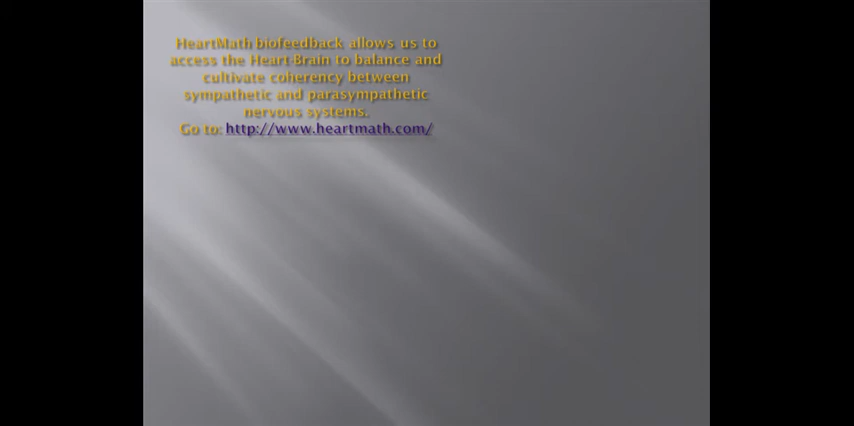 HeartMath biofeedback allows us to
access the Heart-Brain to balance and
cultivate coherency between
sympathetic and parasympathetic
nervous systems.
Go to: http://www.heartmath.com/